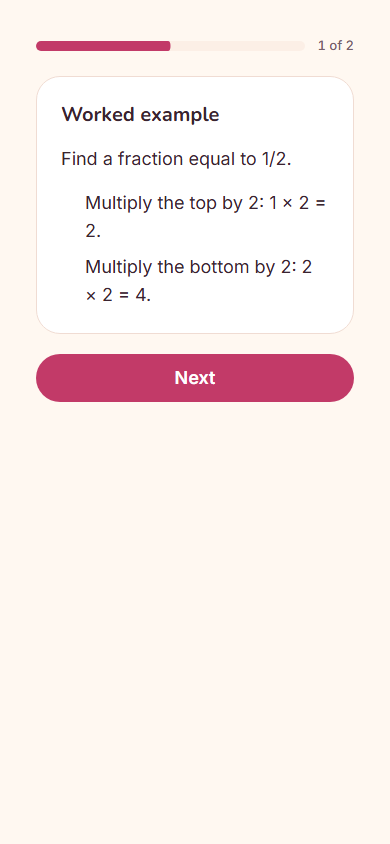 1 of 2
Worked example
Find a fraction equal to 1/2.
Multiply the top by 2: 1 × 2 =
2.
Multiply the bottom by 2: 2
× 2 = 4.
Next